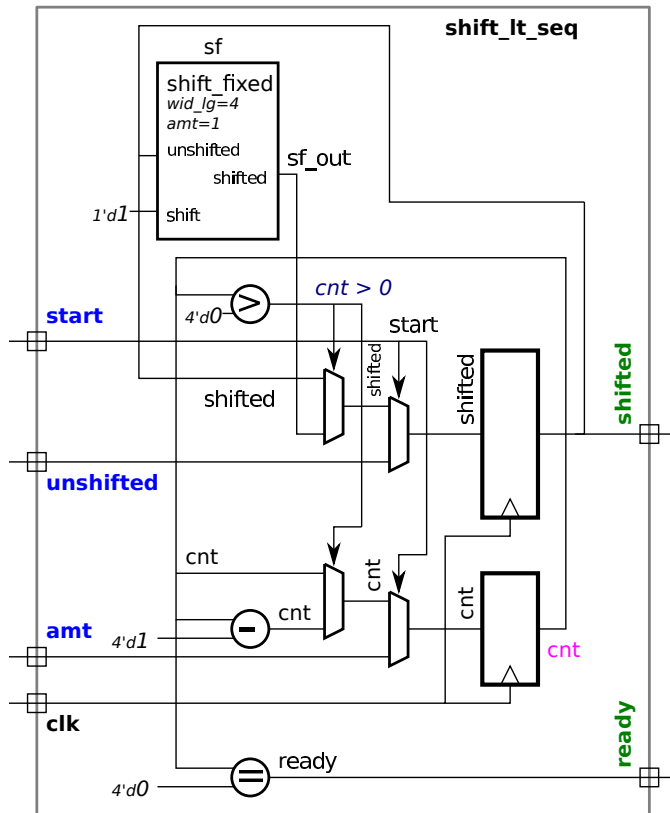 shift_lt_seq
sf
shift_fixed
wid_lg=4
amt=1
unshifted
shifted
sf_out
1'd1
shift
cnt > 0
>
4'd0
start
start
shifted
shifted
shifted
shifted
unshifted
cnt
cnt
cnt
cnt
amt
4'd1
-
cnt
clk
ready
ready
4'd0
=